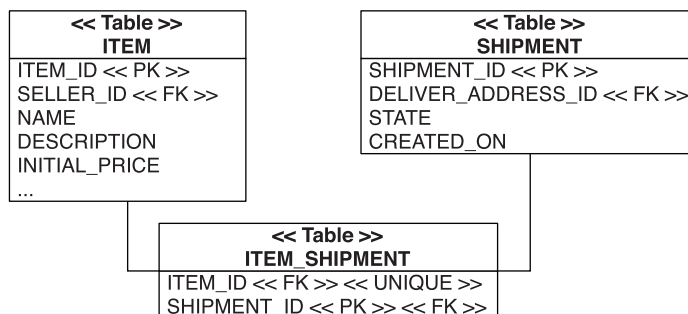 << Table >>
ITEM
ITEM_ID << PK >>
SELLER_ID << FK >>
NAME
DESCRIPTION
INITIAL_PRICE
...
<< Table >>
SHIPMENT
SHIPMENT_ID << PK >>
DELIVER_ADDRESS_ID << FK >>
STATE
CREATED_ON
<< Table >>
ITEM_SHIPMENT
ITEM_ID << FK >> << UNIQUE >>
SHIPMENT_ID << PK >> << FK >>